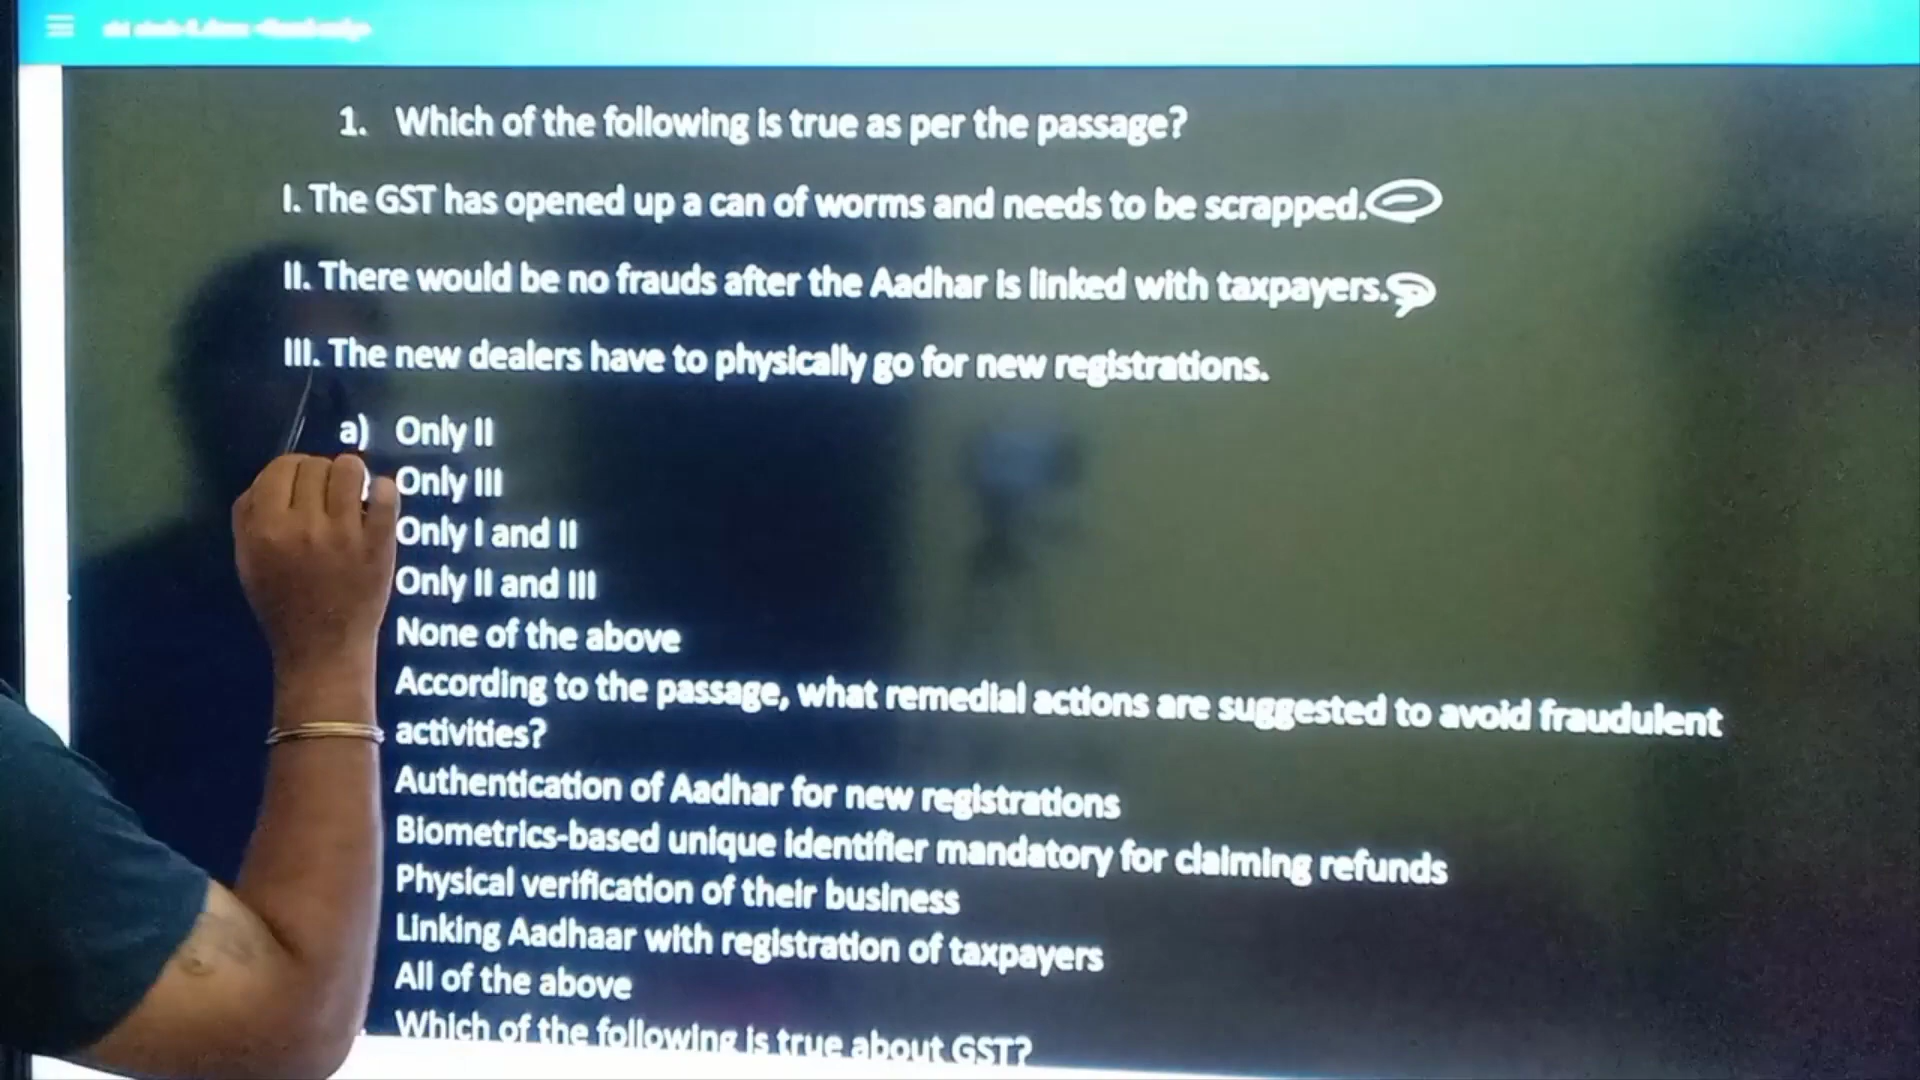 1. Which of the following is true as per the passage?
I. The GST has opened up a can of worms and needs to be scrapped.
II. There would be no frauds after the Aadhar is linked with taxpayers.
III. The new dealers have to physically go for new registrations.
a) Only II
) Only III
Only I and II
Only II and III
None of the above
According to the passage, what remedial actions are suggested to avoid fraudulent
activities?
Authentication of Aadhar for new registrations
Biometrics-based unique identifier mandatory for claiming refunds
Physical verification of their business
Linking Aadhaar with registration of taxpayers
All of the above
Which of the following is true about GST?